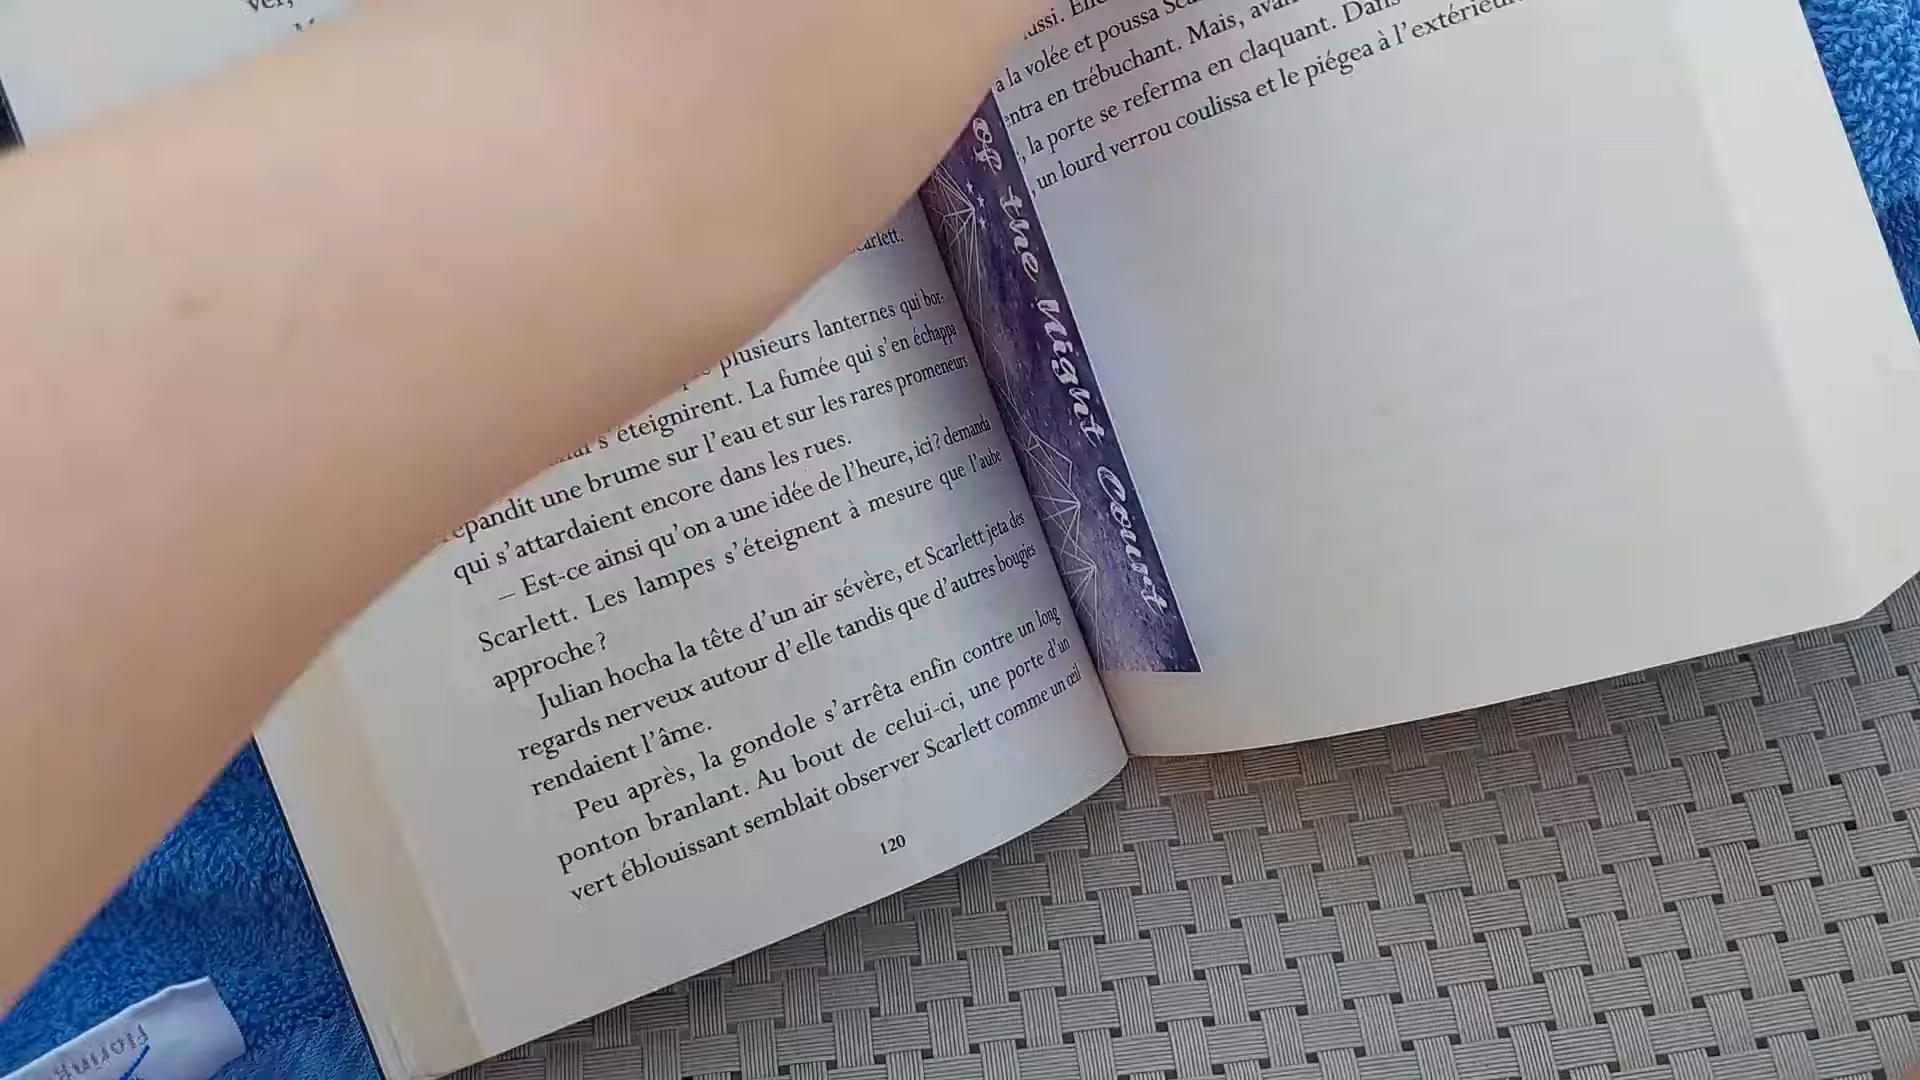 ver,
Scarlett.
plusieurs lanternes qui bor-
s'éteignirent. La fumée qui s'en échappa
répandit une brume sur l'eau et sur les rares promeneurs
qui s'attardaient encore dans les rues.
– Est-ce ainsi qu'on a une idée de l'heure, ici ? demanda
Scarlett. Les lampes s'éteignent à mesure que l'aube
approche ?
Julian hocha la tête d'un air sévère, et Scarlett jeta des
regards nerveux autour d'elle tandis que d'autres bougies
rendaient l'âme.
Peu après, la gondole s'arrêta enfin contre un long
ponton branlant. Au bout de celui-ci, une porte d'un
vert éblouissant semblait observer Scarlett comme un œil
120
of the Night Court
à la volée et poussa
entra en trébuchant. Mais,
, la porte se referma en claquant. Dans
, un lourd verrou coulissa et le piégea à l'extérieur